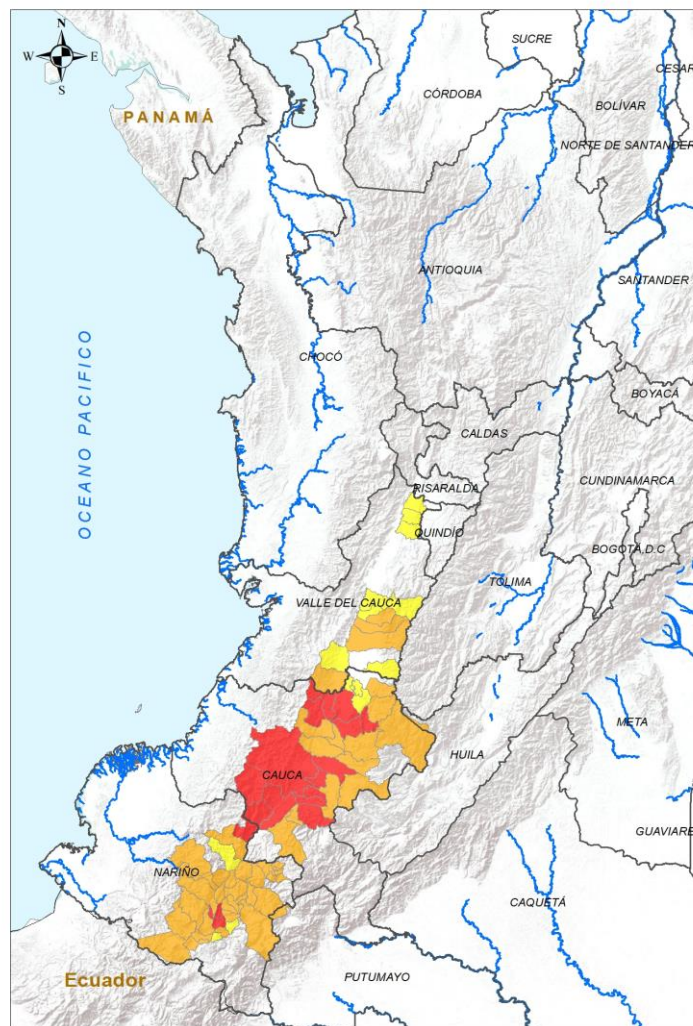 N
W E
S
PANAMÁ
SUCRE
CESAR
CÓRDOBA
BOLÍVAR
NORTE DE SANTANDER
ANTIOQUIA
SANTANDER
OCEANO PACIFICO
CHOCÓ
BOYACÁ
CALDAS
RISARALDA
CUNDINAMARCA
QUINDÍO
BOGOTÁ,D.C
TOLIMA
VALLE DEL CAUCA
META
HUILA
CAUCA
GUAVIARE
NARIÑO
CAQUETÁ
Ecuador
PUTUMAYO